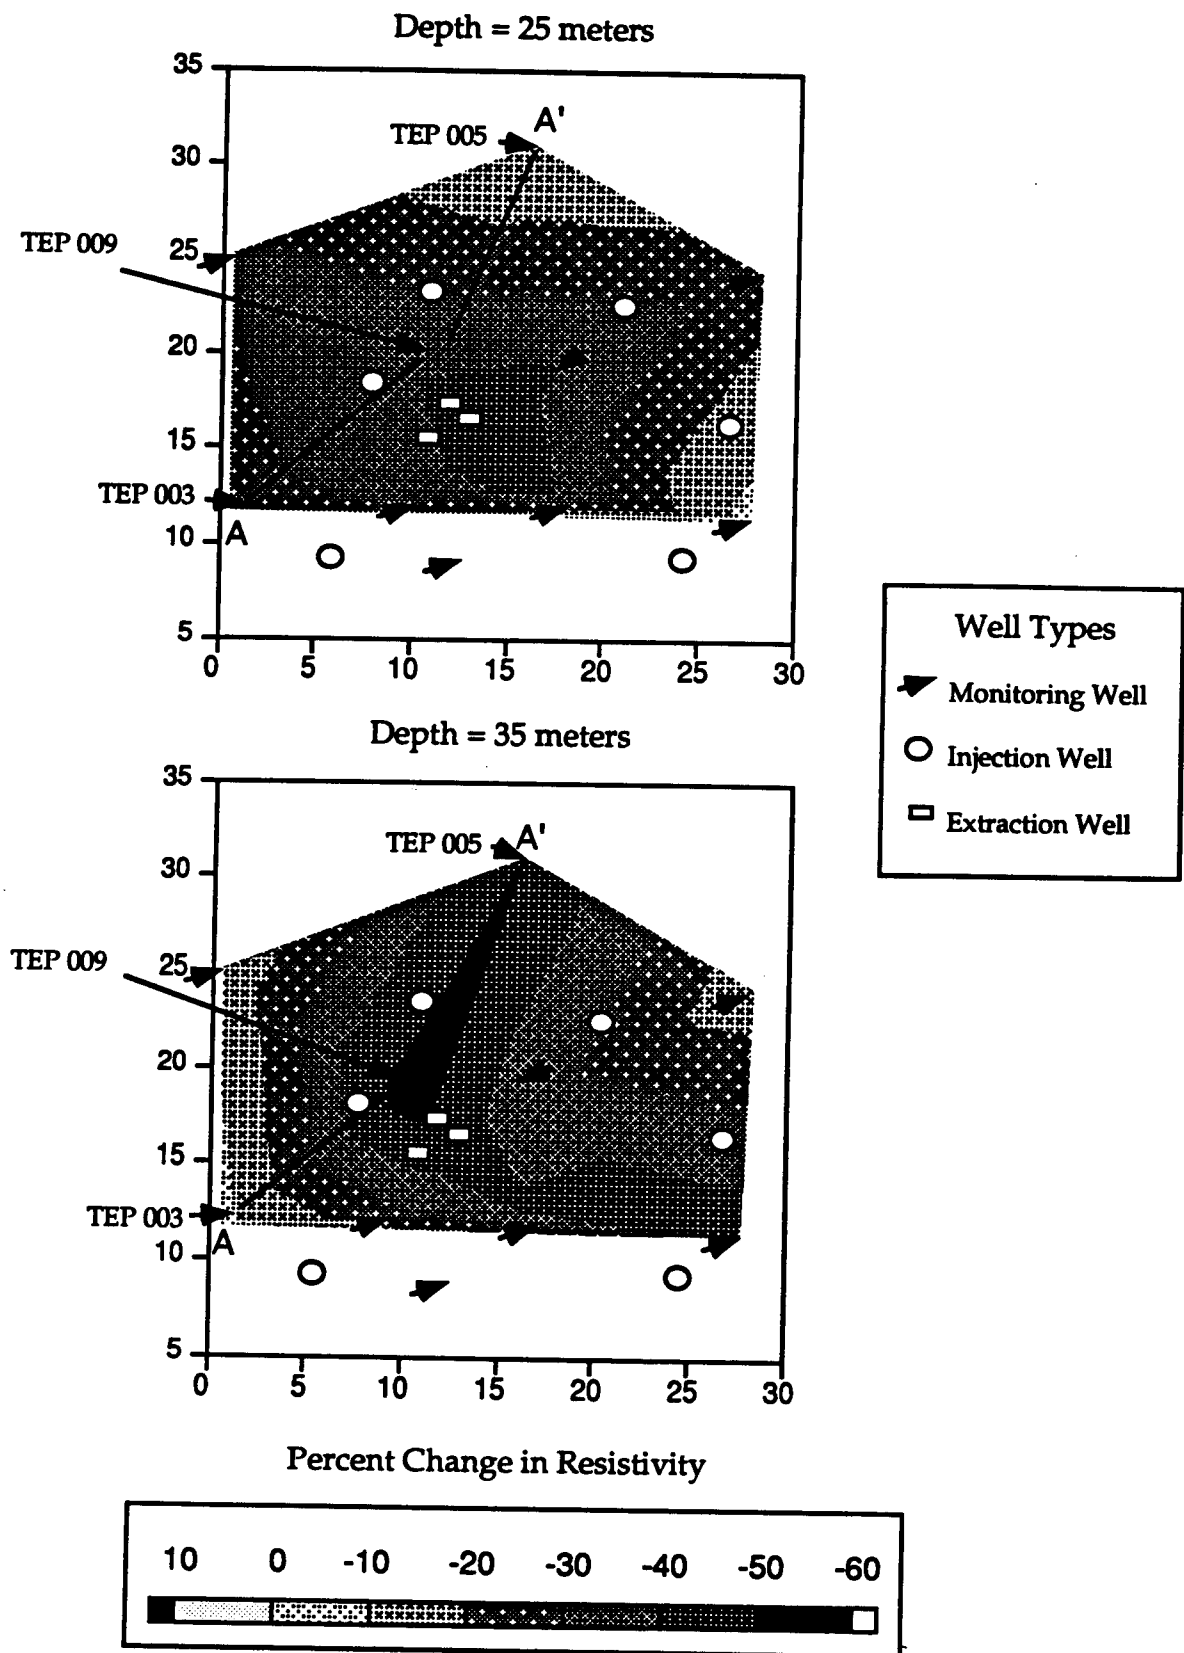 Depth = 25 meters
35
A'
TEP 005
30
TEP 009
25
20
15
TEP 003
A
10
5
0 5 10 15 20 25 30
Well Types
Monitoring Well
Injection Well
Extraction Well
Depth = 35 meters
35
TEP 005 A'
30
TEP 009
25
20
15
TEP 003
A
10
5
0 5 10 15 20 25 30
Percent Change in Resistivity
10 0 -10 -20 -30 -40 -50 -60